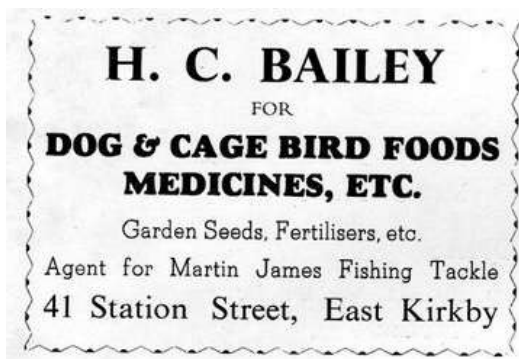 H. C. BAILEY
FOR
DOG & CAGE BIRD FOODS
MEDICINES, ETC.
Garden Seeds, Fertilisers, etc.
Agent for Martin James Fishing Tackle
41 Station Street, East Kirkby